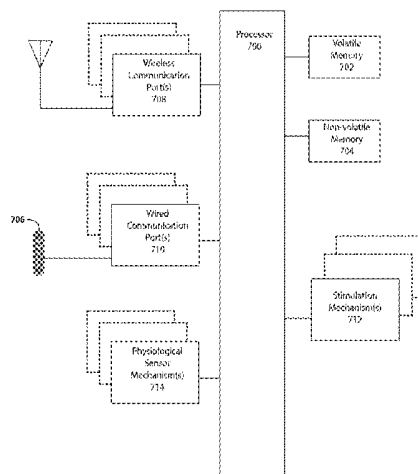 Processor
700
Volatile
Memory
702
Wireless
Communication
Port(s)
708
Non-volatile
Memory
704
706
Wired
Communication
Port(s)
710
Stimulation
Mechanism(s)
712
Physiological
Sensor
Mechanism(s)
714